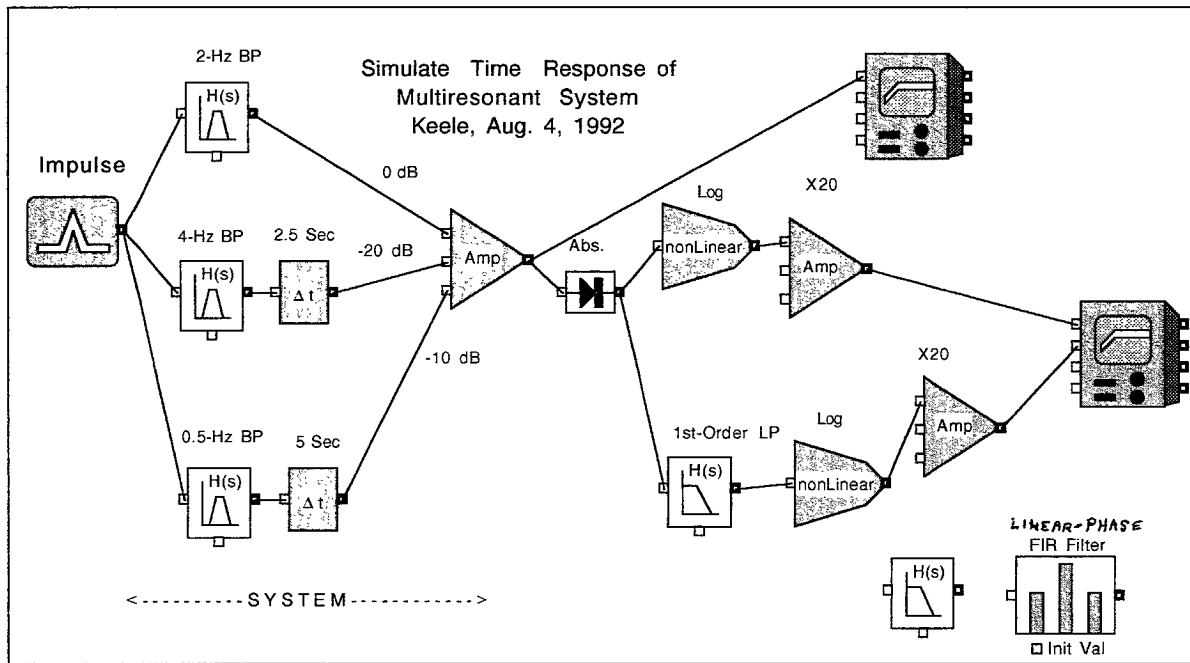 2-Hz BP
H(s)
Simulate Time Response of
Multiresonant System
Keele, Aug. 4, 1992
Impulse
0 dB
X20
Log
4-Hz BP
2.5 Sec
-20 dB
Abs.
nonLinear
Amp
Amp
H(s)
Δ t
-10 dB
X20
0.5-Hz BP
5 Sec
1st-Order LP
Log
Amp
H(s)
Δ t
H(s)
nonLinear
LINEAR-PHASE
FIR Filter
H(s)
<--------SYSTEM---------->
Init Val